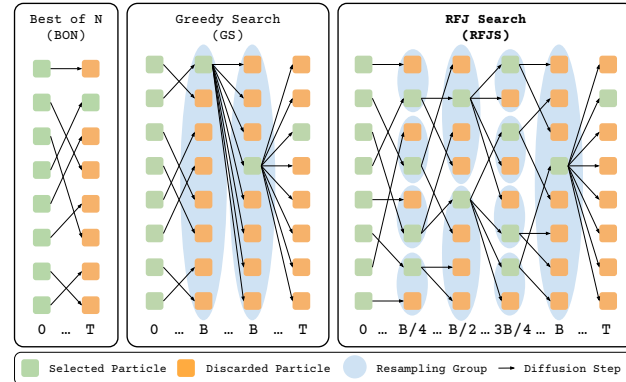 Best of N
(BON)
0 … T
Greedy Search
(GS)
0 … B … B … T
RFJ Search
(RFJS)
0 … B/4 … B/2 … 3B/4 … B … T
Selected Particle Discarded Particle Resampling Group Diffusion Step